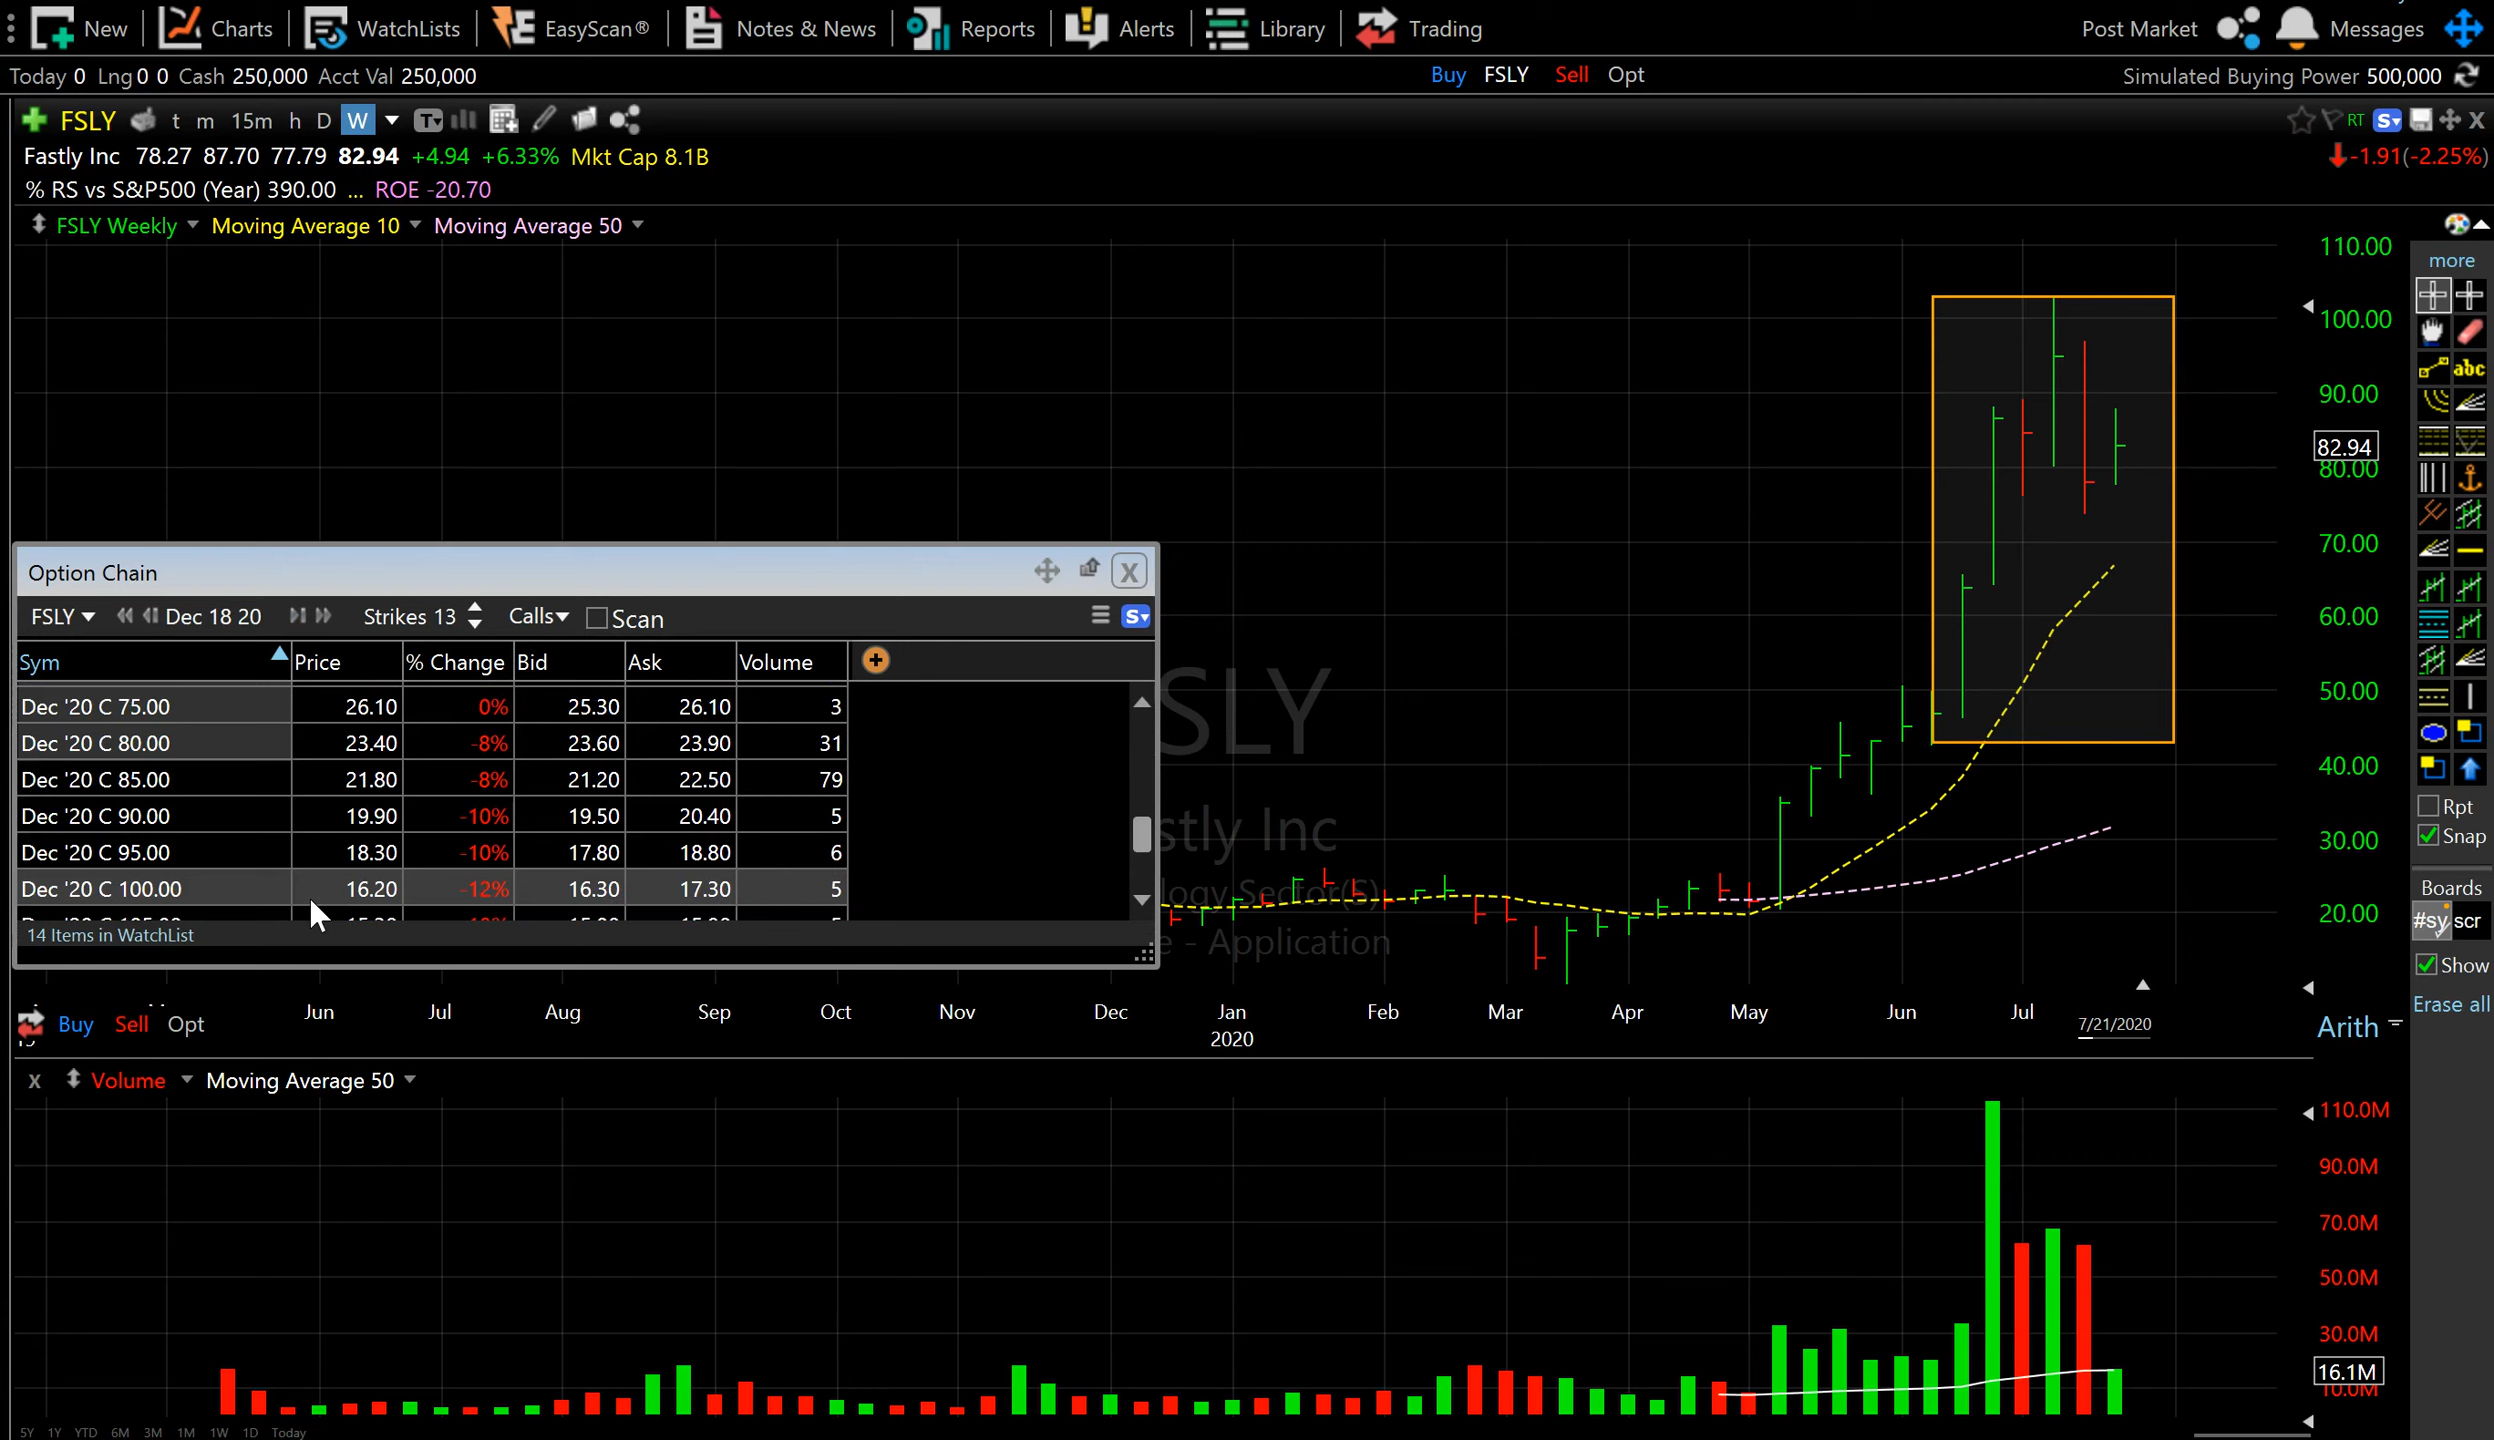 New Charts WatchLists EasyScan® Notes & News Reports Alerts Library Trading Post Market Messages
Today 0 Lng 0 0 Cash 250,000 Acct Val 250,000 Buy FSLY Sell Opt Simulated Buying Power 500,000
FSLY t m 15m h D W T RT S X
Fastly Inc 78.27 87.70 77.79 82.94 +4.94 +6.33% Mkt Cap 8.1B -1.91(-2.25%)
% RS vs S&P500 (Year) 390.00 ... ROE -20.70
FSLY Weekly Moving Average 10 Moving Average 50
110.00
100.00
90.00
82.94
80.00
70.00
60.00
50.00
40.00
30.00
20.00
more
abc
Rpt
Snap
Boards
#sy scr
Show
Erase all
Option Chain X
FSLY Dec 18 20 Strikes 13 Calls Scan S
Sym Price % Change Bid Ask Volume
Dec '20 C 75.00 26.10 0% 25.30 26.10 3
Dec '20 C 80.00 23.40 -8% 23.60 23.90 31
Dec '20 C 85.00 21.80 -8% 21.20 22.50 79
Dec '20 C 90.00 19.90 -10% 19.50 20.40 5
Dec '20 C 95.00 18.30 -10% 17.80 18.80 6
Dec '20 C 100.00 16.20 -12% 16.30 17.30 5
14 Items in WatchList
SLY
stly Inc
logy Sector(S)
e - Application
Jun Jul Aug Sep Oct Nov Dec Jan Feb Mar Apr May Jun Jul
Buy Sell Opt 2020 7/21/2020 Arith
x Volume Moving Average 50
110.0M
90.0M
70.0M
50.0M
30.0M
16.1M
10.0M
5Y 1Y YTD 6M 3M 1M 1W 1D Today